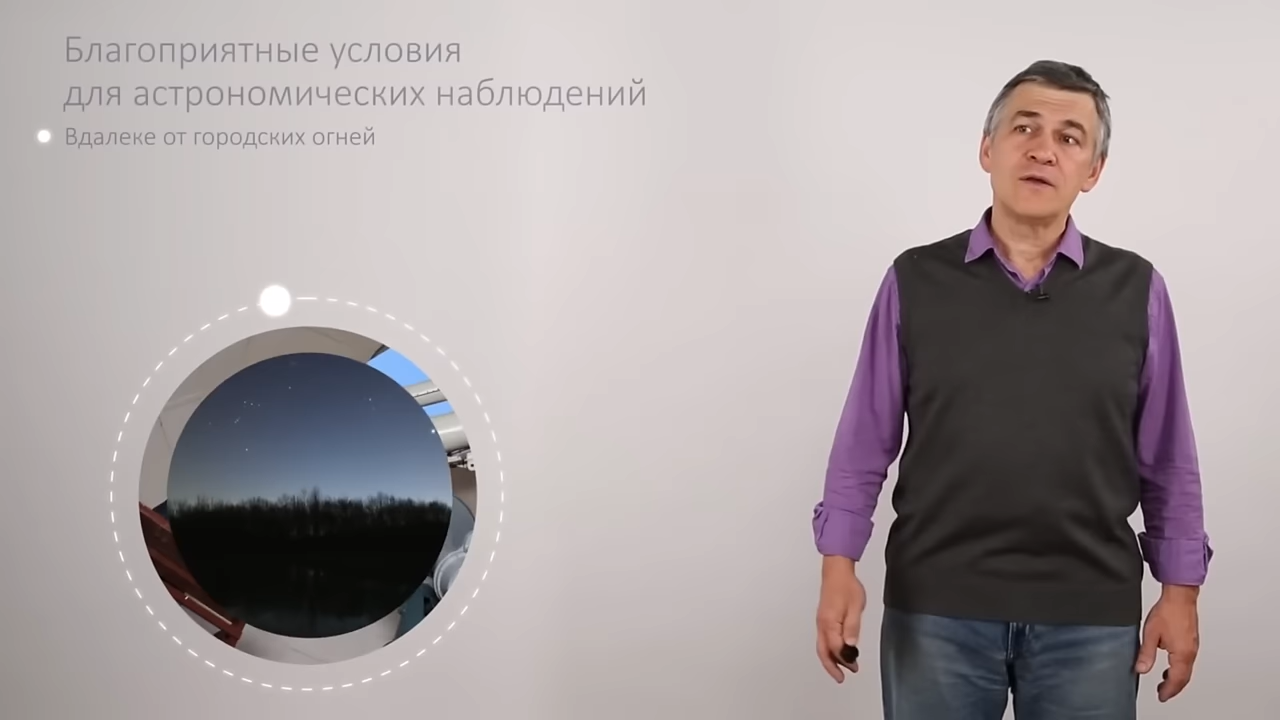 Благоприятные условия
для астрономических наблюдений
Вдалеке от городских огней